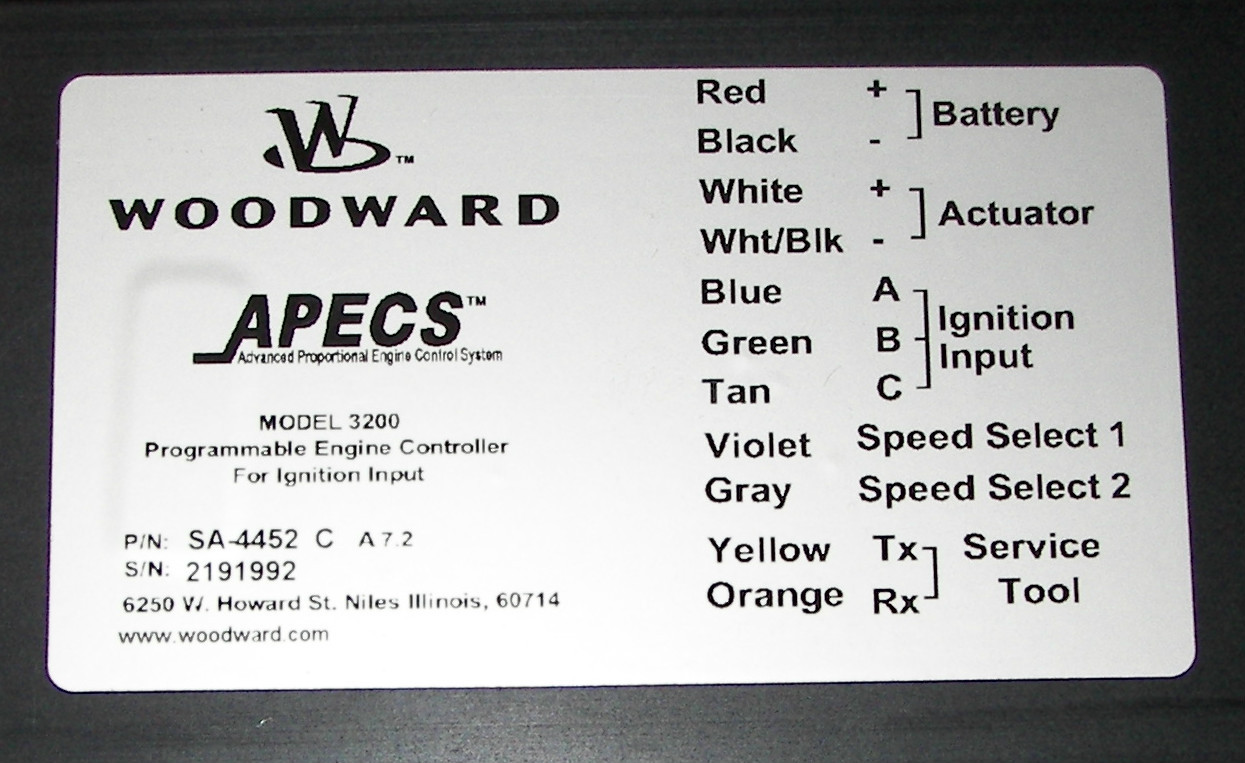 W™
WOODWARD
APECS™
Advanced Proportional Engine Control System
MODEL 3200
Programmable Engine Controller
For Ignition Input
P/N: SA-4452 C A 7.2
S/N: 2191992
6250 W. Howard St. Niles Illinois, 60714
www.woodward.com
Red + Battery
Black -
White + Actuator
Wht/Blk -
Blue A Ignition
Green B Input
Tan C
Violet Speed Select 1
Gray Speed Select 2
Yellow Tx Service
Orange Rx Tool